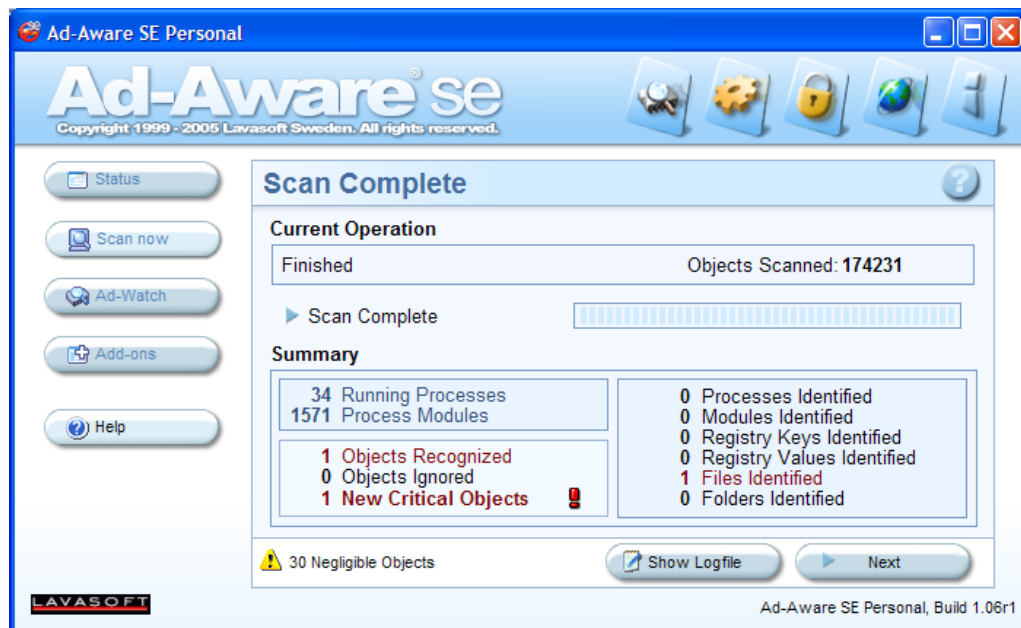 Ad-Aware SE Personal
Ad-Aware® se
Copyright 1999 - 2005 Lavasoft Sweden. All rights reserved.
Status
Scan now
Ad-Watch
Add-ons
Help
Scan Complete
Current Operation
Finished Objects Scanned: 174231
Scan Complete
Summary
34 Running Processes
1571 Process Modules
1 Objects Recognized
0 Objects Ignored
1 New Critical Objects
0 Processes Identified
0 Modules Identified
0 Registry Keys Identified
0 Registry Values Identified
1 Files Identified
0 Folders Identified
30 Negligible Objects
Show Logfile
Next
LAVASOFT
Ad-Aware SE Personal, Build 1.06r1